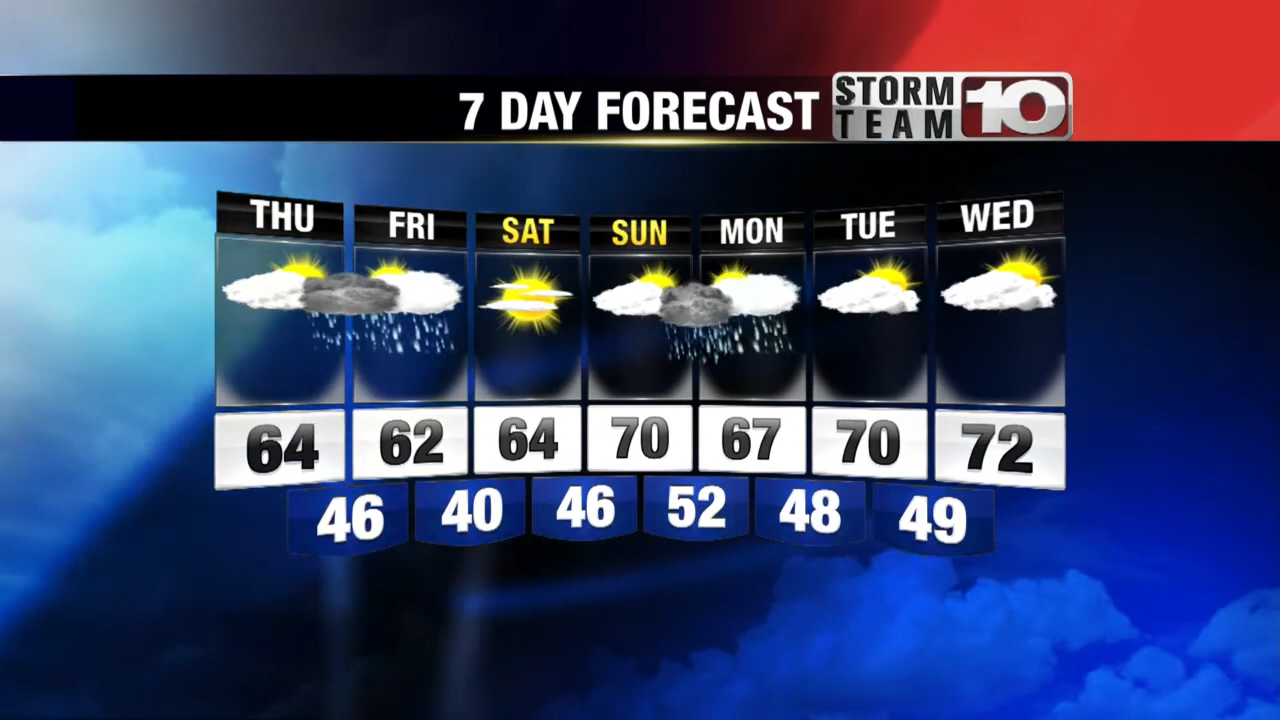 7 DAY FORECAST
STORM TEAM 10
THU FRI SAT SUN MON TUE WED
64 62 64 70 67 70 72
46 40 46 52 48 49